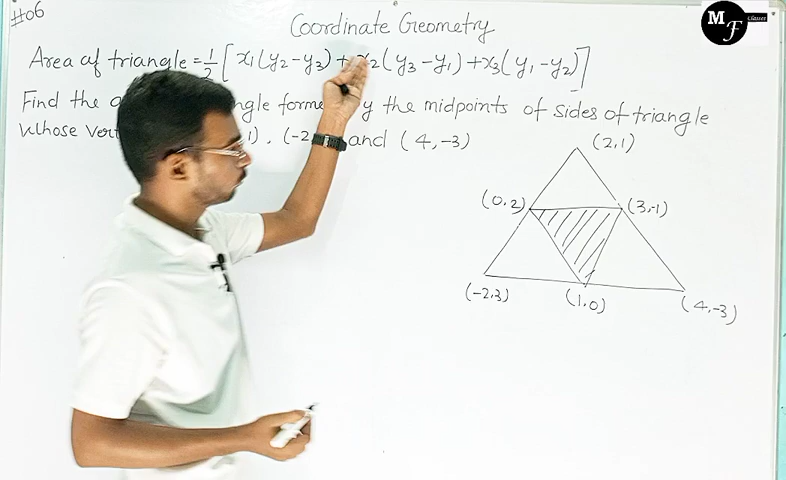 #06
Coordinate Geometry
MF Classes
Area of triangle = 1/2 [ x1(y2-y3) + x2(y3-y1) + x3(y1-y2) ]
Find the ngle forme y the midpoints of sides of triangle
whose vert 1), (-2 and (4,-3)
(2,1)
(0,2) (3,-1)
(-2,3) (1,0) (4,-3)